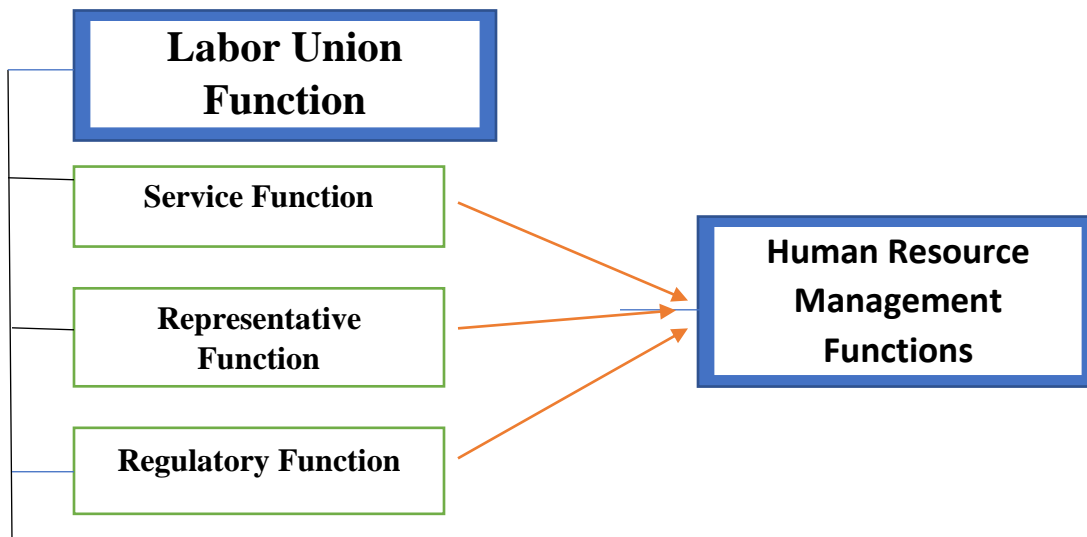 Labor Union
Function
Service Function
Representative
Function
Regulatory Function
Human Resource
Management
Functions